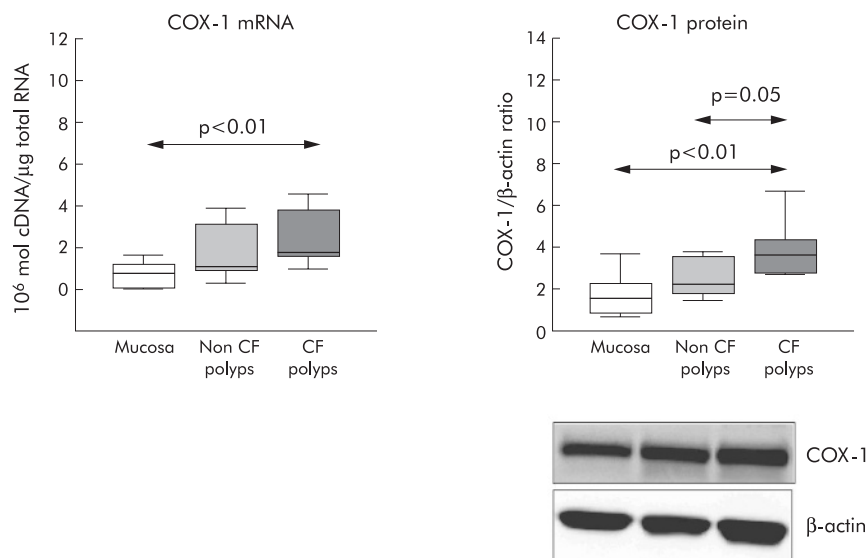 COX-1 mRNA
10⁶ mol cDNA/μg total RNA
12
10
8
6
4
2
0
p<0.01
Mucosa
Non CF
polyps
CF
polyps
COX-1 protein
COX-1/β-actin ratio
14
12
10
8
6
4
2
0
p=0.05
p<0.01
Mucosa
Non CF
polyps
CF
polyps
COX-1
β-actin